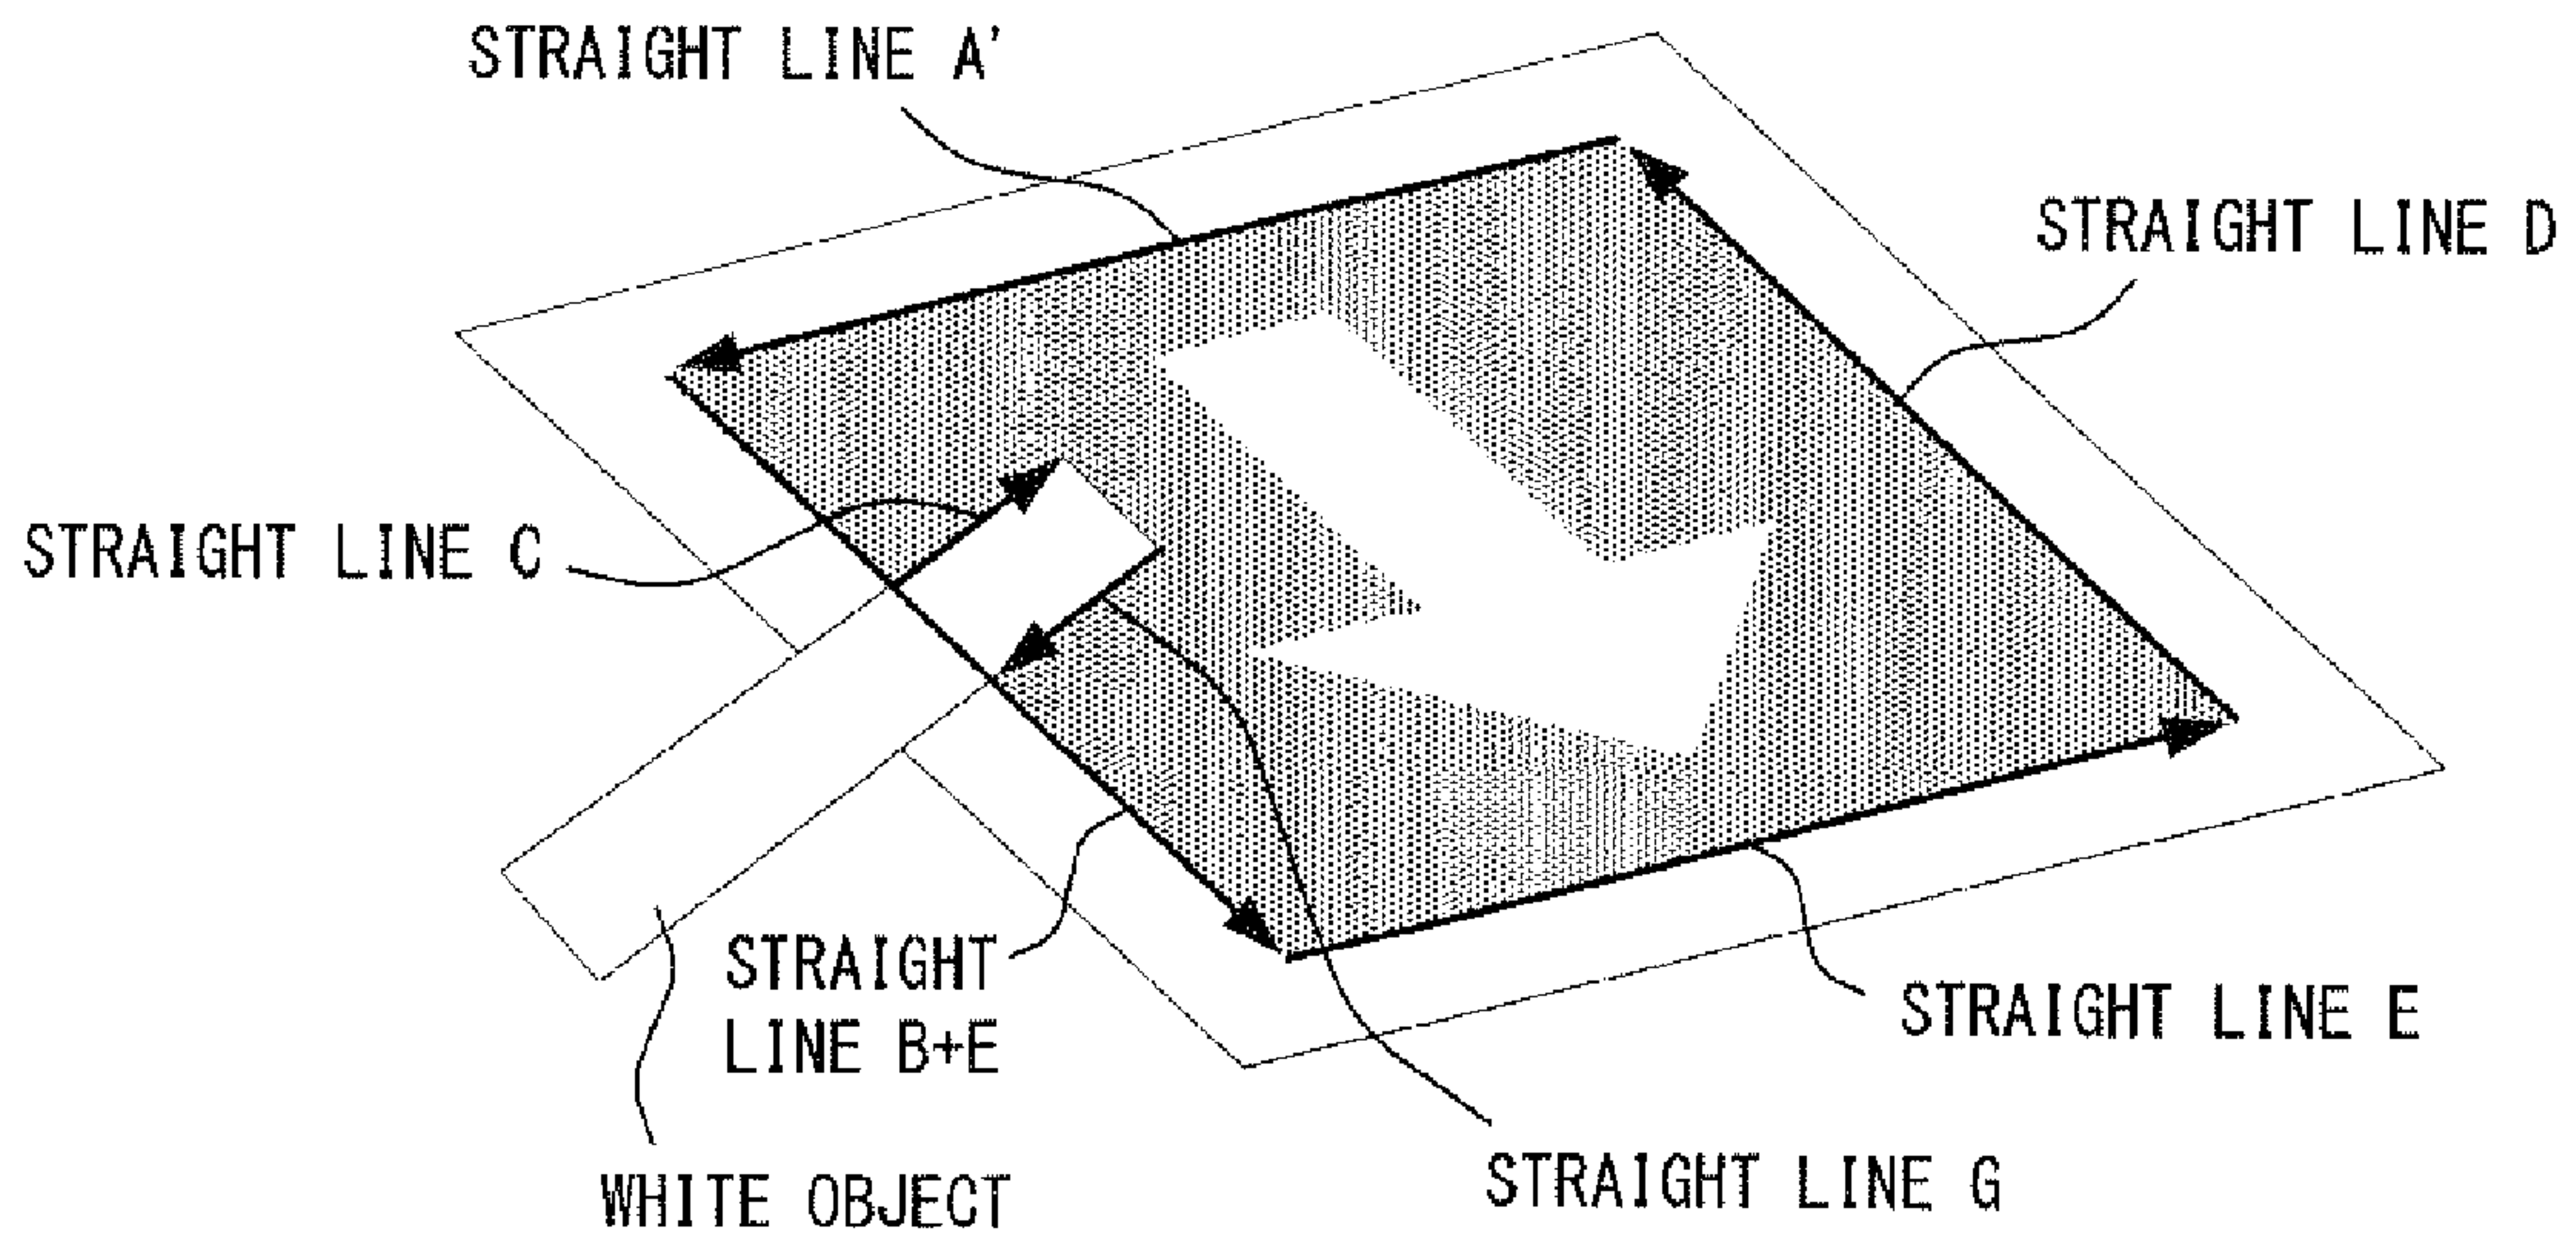 STRAIGHT LINE A'
STRAIGHT LINE D
STRAIGHT LINE C
STRAIGHT
LINE B+E
STRAIGHT LINE E
STRAIGHT LINE G
WHITE OBJECT